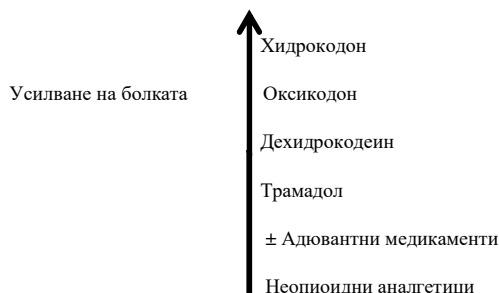 Хидрокодон
Усилване на болката
Оксикодон
Дехидрокодеин
Трамадол
± Адювантни медикаменти
Неопиоидни аналгетици